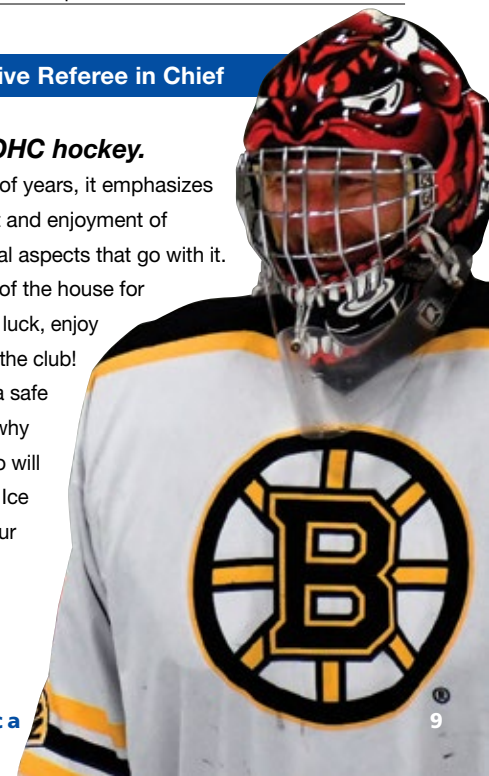 ive Referee in Chief
OHC hockey.
of years, it emphasizes
t and enjoyment of
al aspects that go with it.
of the house for
luck, enjoy
the club!
a safe
why
o will
Ice
ur
B
®
t a
9